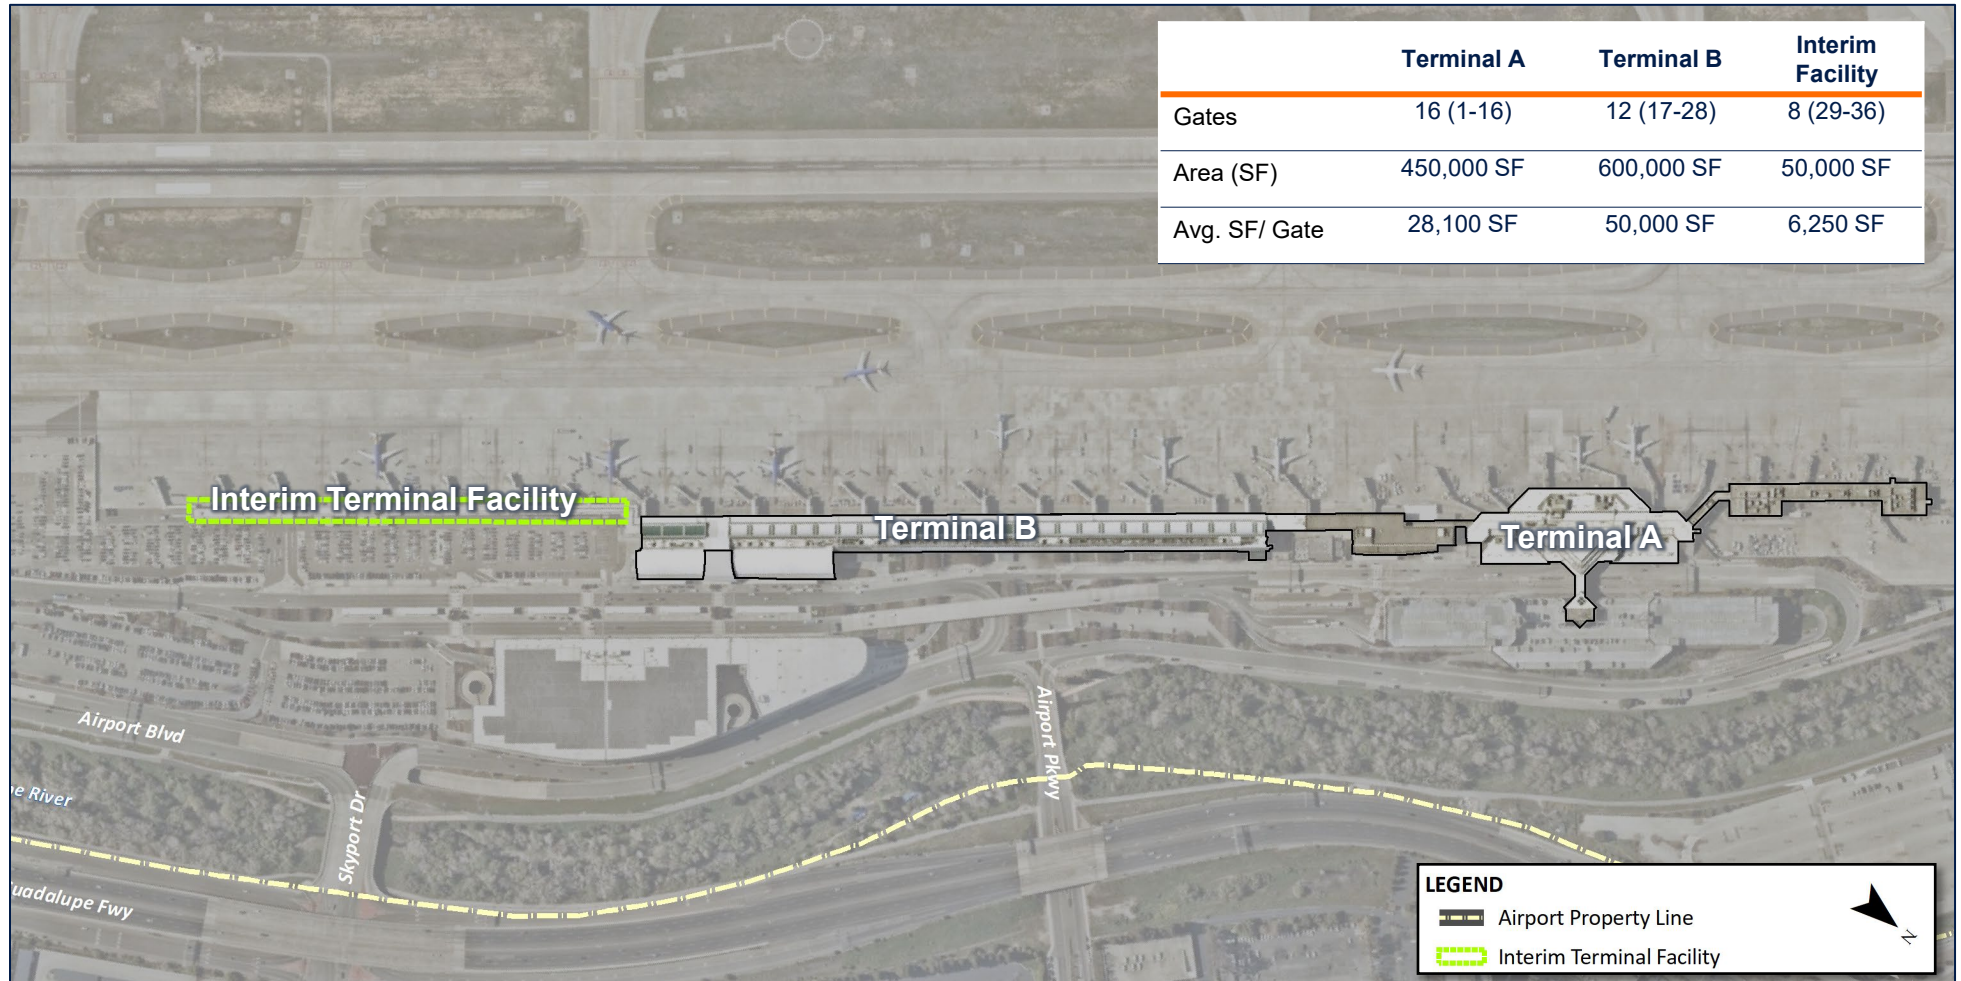 Terminal A Terminal B Interim
Facility
Gates 16 (1-16) 12 (17-28) 8 (29-36)
Area (SF) 450,000 SF 600,000 SF 50,000 SF
Avg. SF/ Gate 28,100 SF 50,000 SF 6,250 SF
Interim Terminal Facility
Terminal B
Terminal A
Airport Blvd
Airport Pkwy
River
Skyport Dr
Fwy
LEGEND
Airport Property Line
Interim Terminal Facility
N